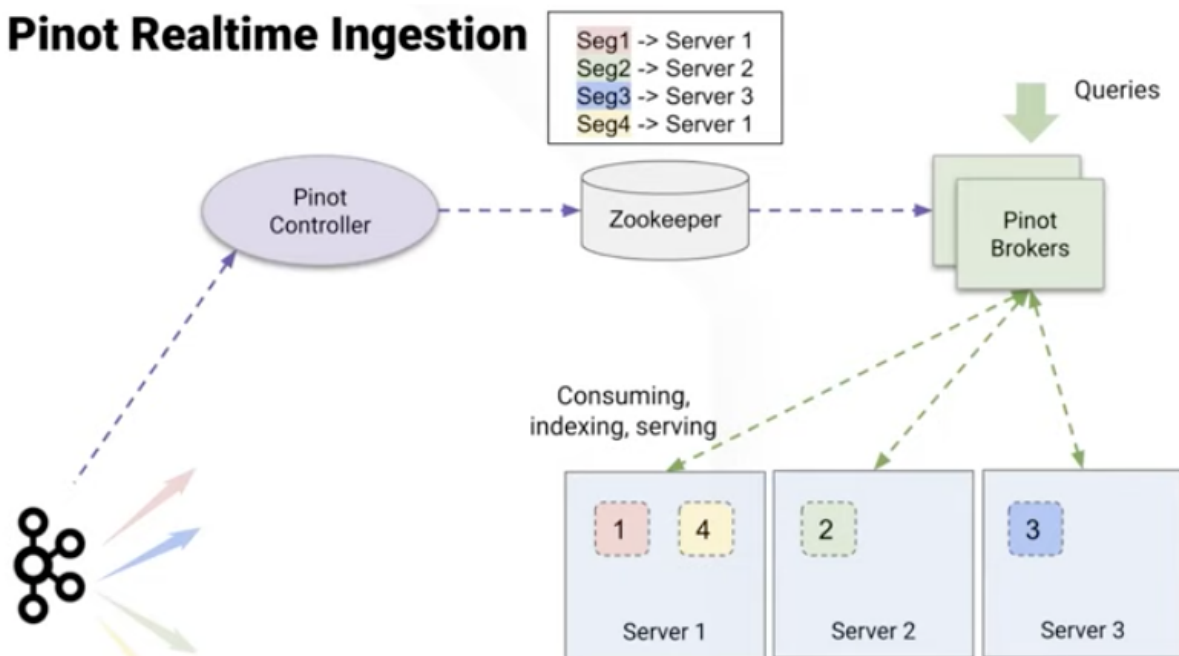 Pinot Realtime Ingestion
Seg1 -> Server 1
Seg2 -> Server 2
Seg3 -> Server 3
Seg4 -> Server 1
Queries
Pinot
Controller
Zookeeper
Pinot
Brokers
Consuming,
indexing, serving
1
4
2
3
Server 1
Server 2
Server 3